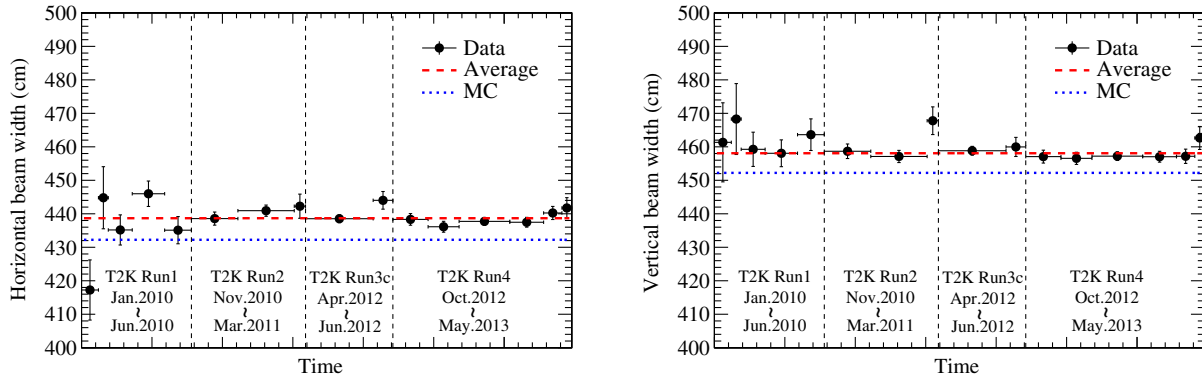 Horizontal beam width (cm)
500
490
480
470
460
450
440
430
420
410
400
Data
Average
MC
T2K Run1
Jan.2010
~
Jun.2010
T2K Run2
Nov.2010
~
Mar.2011
T2K Run3c
Apr.2012
~
Jun.2012
T2K Run4
Oct.2012
~
May.2013
Time
Vertical beam width (cm)
500
490
480
470
460
450
440
430
420
410
400
Data
Average
MC
T2K Run1
Jan.2010
~
Jun.2010
T2K Run2
Nov.2010
~
Mar.2011
T2K Run3c
Apr.2012
~
Jun.2012
T2K Run4
Oct.2012
~
May.2013
Time